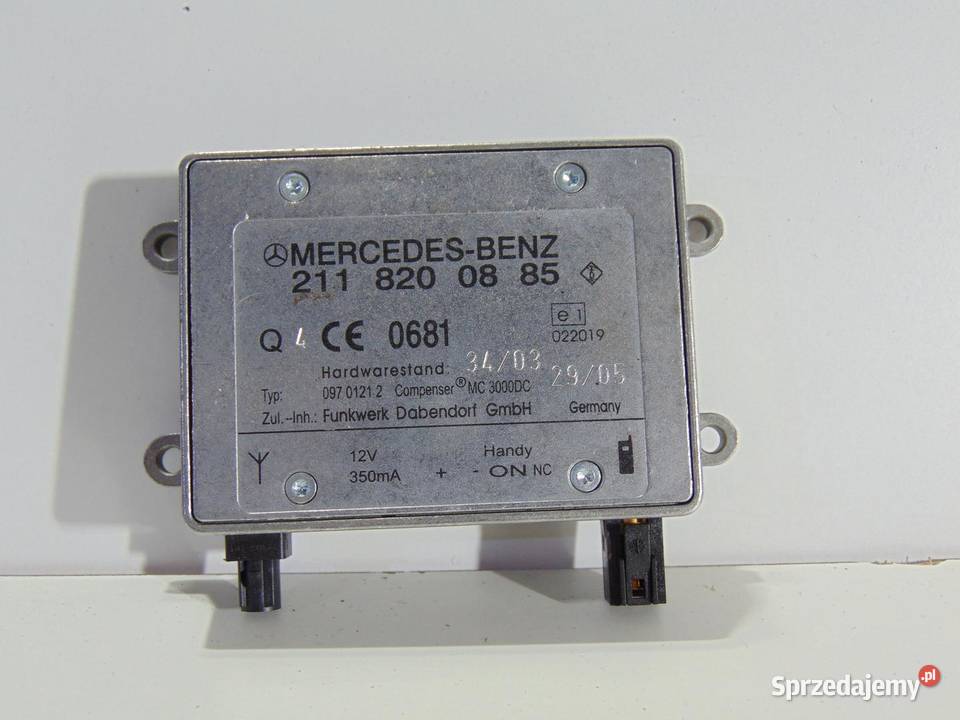 MERCEDES-BENZ
211 820 08 85
Q 4 CE 0681
e 1
022019
Hardwarestand: 34/03 29/05
Typ: 097 0121.2 Compenser® MC 3000DC
Zul.-Inh.: Funkwerk Dabendorf GmbH Germany
12V Handy
350mA + - ON NC
Sprzedajemy.pl